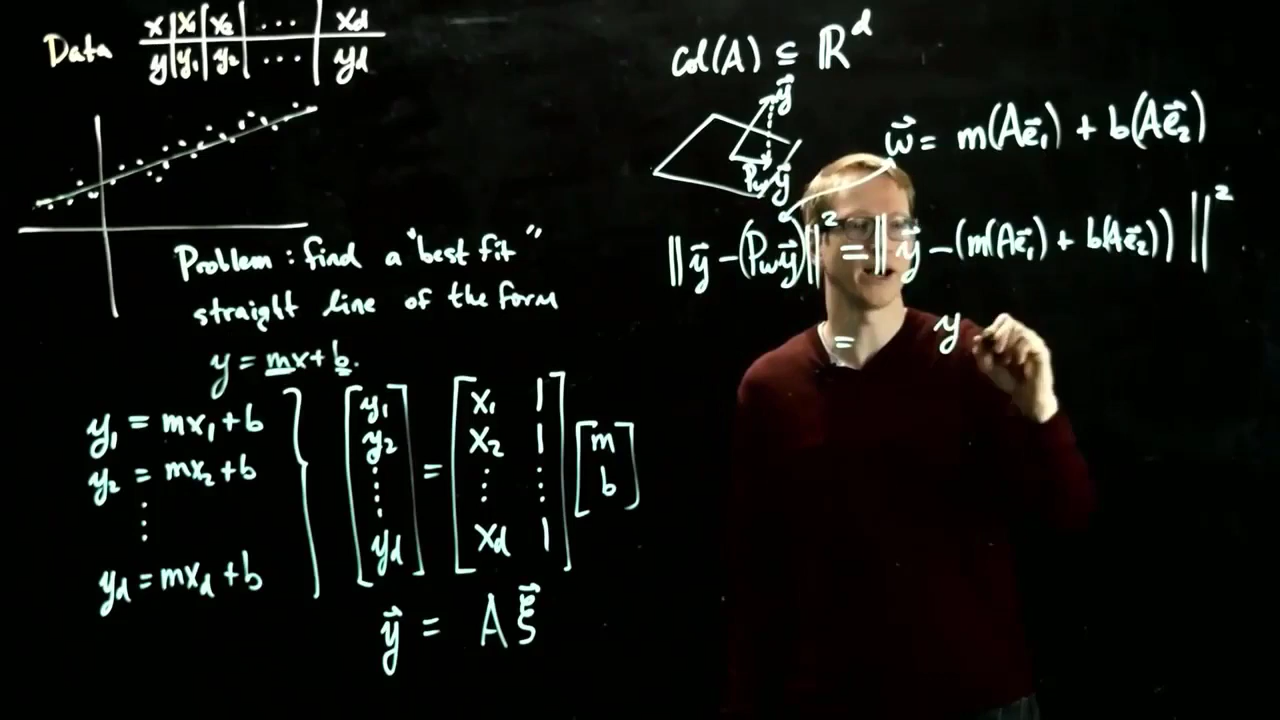 Data x | x₁ | x₂ | ... | x_d
y | y₁ | y₂ | ... | y_d
Problem: find a "best fit"
straight line of the form
y = mx+b.
y₁ = mx₁+b
y₂ = mx₂+b
⋮
y_d = mx_d+b
[y₁ y₂ ⋮ y_d] = [x₁ 1 x₂ 1 ⋮ ⋮ x_d 1] [m b]
y⃗ = A ξ⃗
Col(A) ⊆ ℝ^d
y⃗
P_W y⃗
w⃗ = m(Ae⃗₁) + b(Ae⃗₂)
‖y⃗ −(P_W y⃗)‖² = ‖y⃗ −(m(Ae⃗₁) + b(Ae⃗₂))‖²
= y